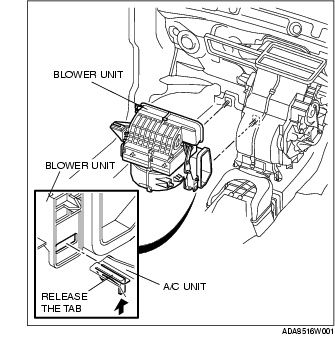 BLOWER UNIT
BLOWER UNIT
A/C UNIT
RELEASE
THE TAB
ADA8516W001